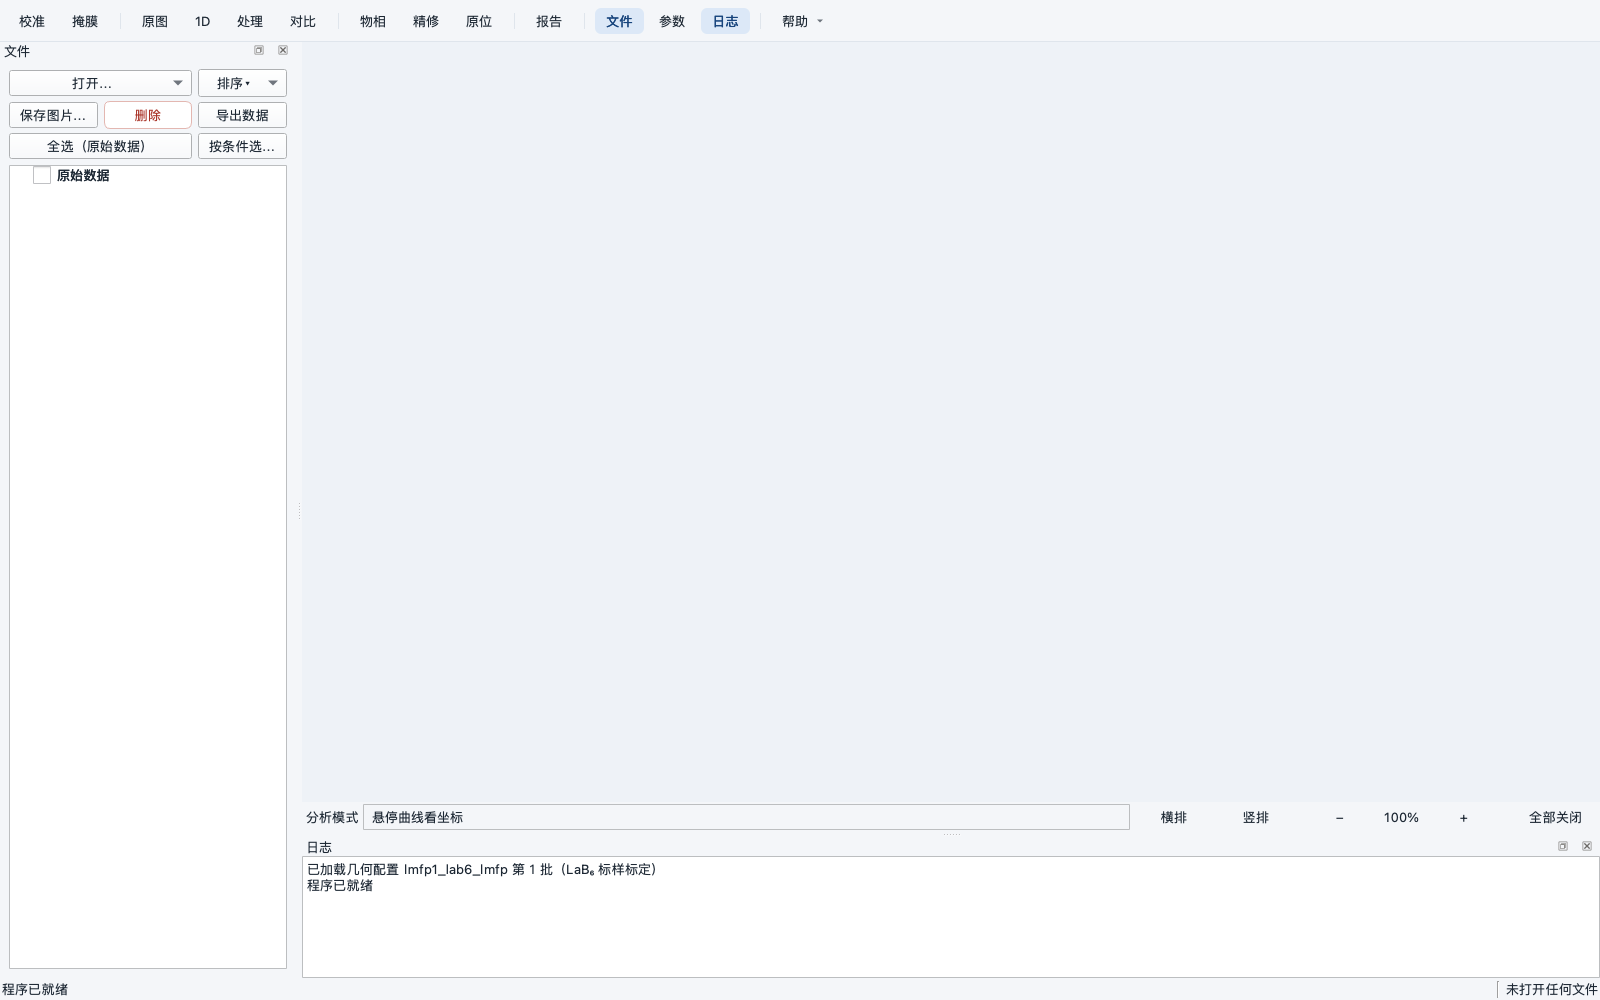 校准 掩膜 原图 1D 处理 对比 物相 精修 原位 报告 文件 参数 日志 帮助
文件
打开... 排序
保存图片... 删除 导出数据
全选（原始数据） 按条件选...
原始数据
分析模式 悬停曲线看坐标 横排 竖排 − 100% + 全部关闭
日志
已加载几何配置 lmfp1_lab6_lmfp 第 1 批（LaB₆ 标样标定）
程序已就绪
程序已就绪 未打开任何文件